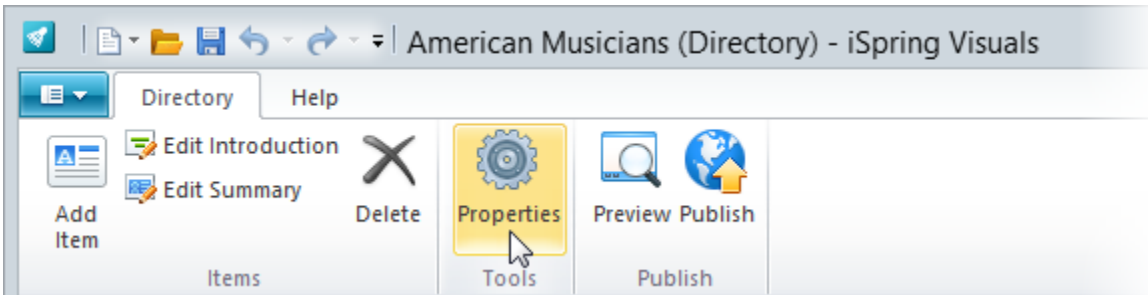 American Musicians (Directory) - iSpring Visuals
Directory Help
Edit Introduction
Edit Summary
Add
Item
Delete
Properties
Preview Publish
Items Tools Publish